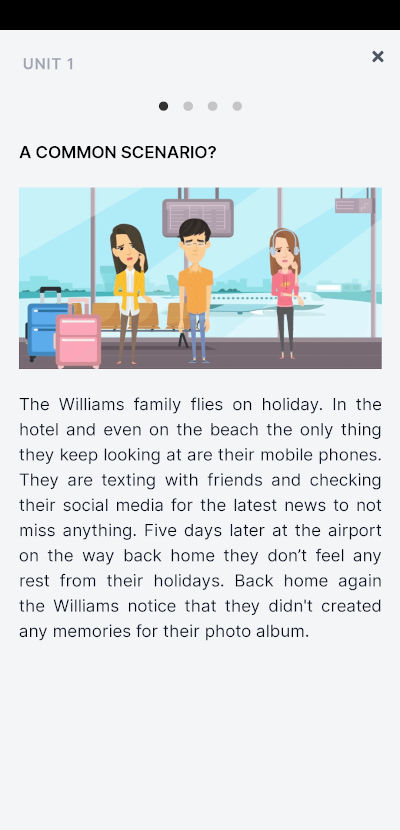 UNIT 1
A COMMON SCENARIO?
The Williams family flies on holiday. In the
hotel and even on the beach the only thing
they keep looking at are their mobile phones.
They are texting with friends and checking
their social media for the latest news to not
miss anything. Five days later at the airport
on the way back home they don’t feel any
rest from their holidays. Back home again
the Williams notice that they didn't created
any memories for their photo album.